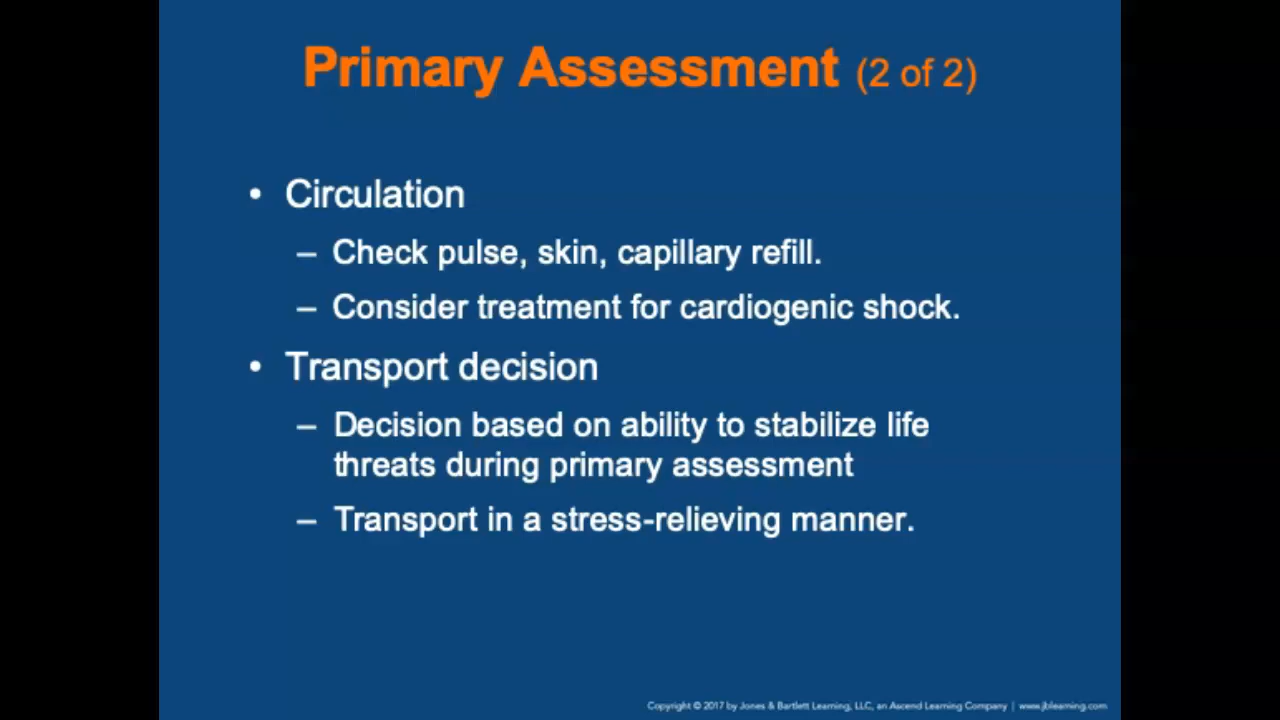 Primary Assessment (2 of 2)
• Circulation
– Check pulse, skin, capillary refill.
– Consider treatment for cardiogenic shock.
• Transport decision
– Decision based on ability to stabilize life
threats during primary assessment
– Transport in a stress-relieving manner.
Copyright © 2017 by Jones & Bartlett Learning, LLC, an Ascend Learning Company | www.jblearning.com